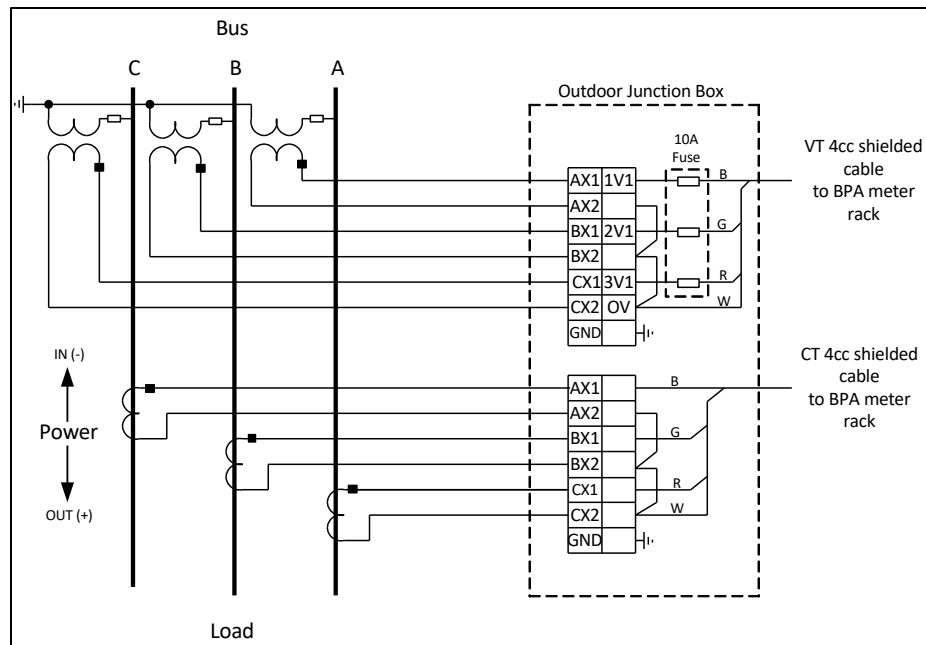 Bus
C B A
Outdoor Junction Box
10A
Fuse
VT 4cc shielded
cable
to BPA meter
rack
AX1 1V1 B
AX2
BX1 2V1 G
BX2
CX1 3V1 R
CX2 OV W
GND
IN (-)
Power
OUT (+)
CT 4cc shielded
cable
to BPA meter
rack
AX1 B
AX2
BX1 G
BX2
CX1 R
CX2 W
GND
Load